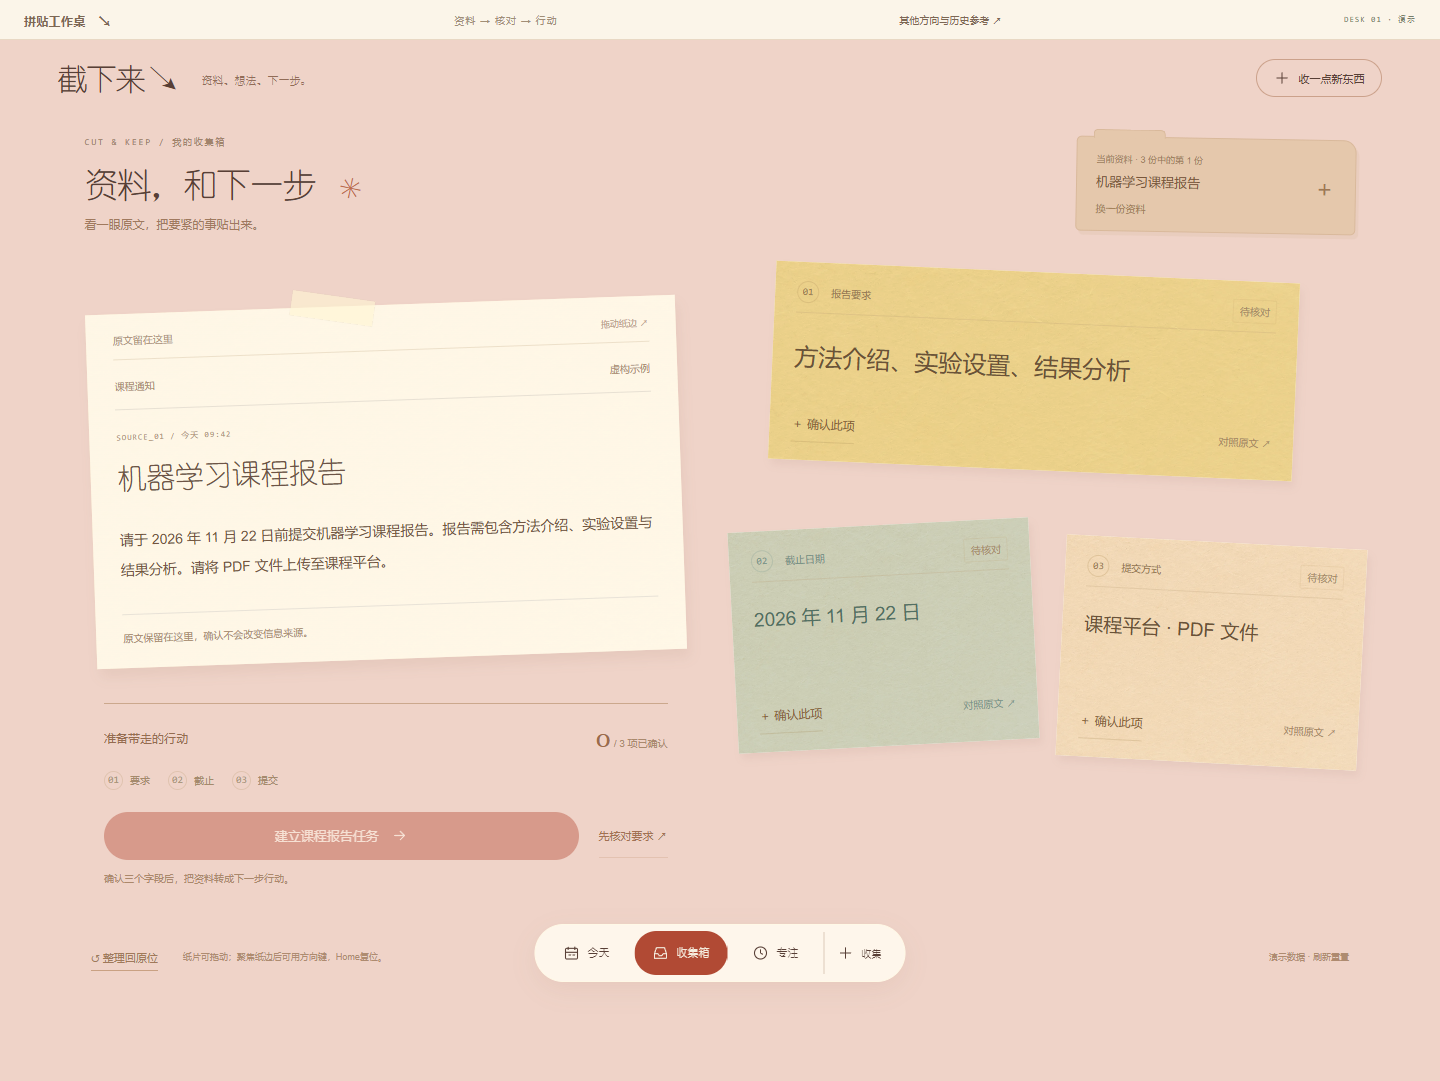 拼贴工作桌 ↘
资料 → 核对 → 行动
其他方向与历史参考 ↗
DESK 01 · 演示
截下来
资料、想法、下一步。
+ 收一点新东西
CUT & KEEP / 我的收集箱
资料，和下一步
看一眼原文，把要紧的事贴出来。
当前资料 · 3 份中的第 1 份
机器学习课程报告
+
换一份资料
原文留在这里
拖动纸边 ↗
课程通知
虚构示例
SOURCE_01 / 今天 09:42
机器学习课程报告
请于 2026 年 11 月 22 日前提交机器学习课程报告。报告需包含方法介绍、实验设置与
结果分析。请将 PDF 文件上传至课程平台。
原文保留在这里，确认不会改变信息来源。
01 报告要求
待核对
方法介绍、实验设置、结果分析
+ 确认此项
对照原文 ↗
02 截止日期
待核对
2026 年 11 月 22 日
+ 确认此项
对照原文 ↗
03 提交方式
待核对
课程平台 · PDF 文件
+ 确认此项
对照原文 ↗
准备带走的行动
0 / 3 项已确认
01 要求 02 截止 03 提交
建立课程报告任务 →
先核对要求 ↗
确认三个字段后，把资料转成下一步行动。
↺ 整理回原位
纸片可拖动；聚焦纸边后可用方向键，Home复位。
今天
收集箱
专注
+ 收集
演示数据 · 刷新重置